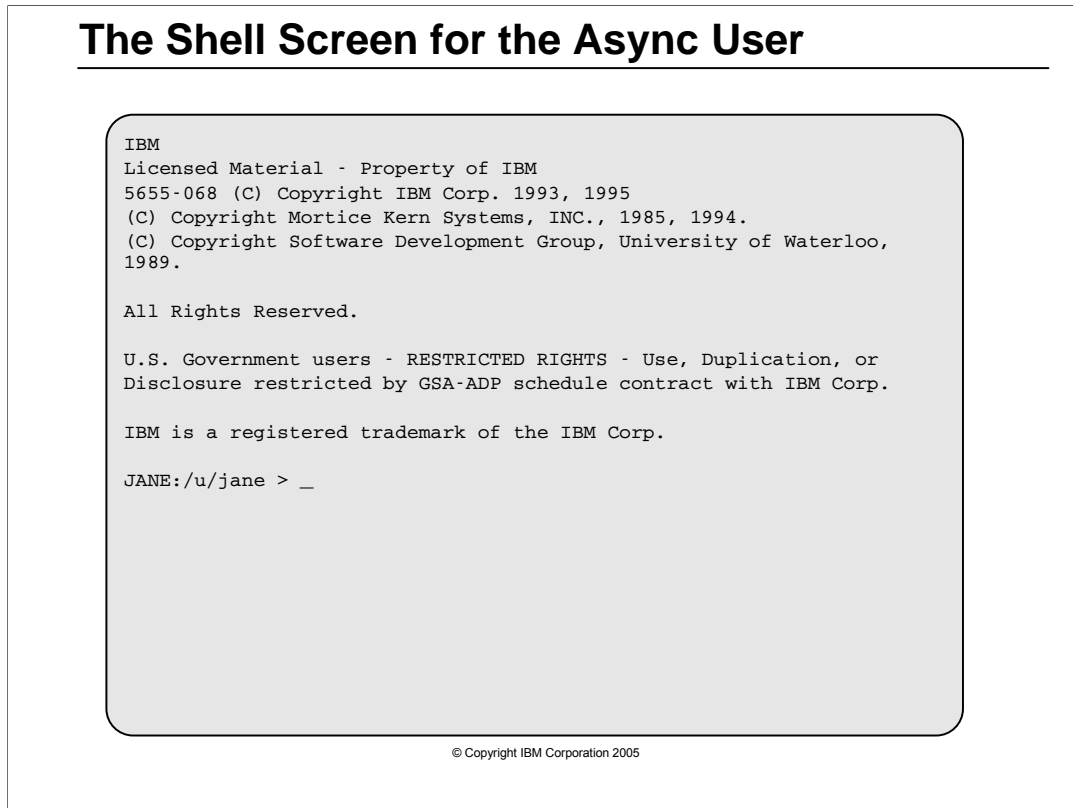 The Shell Screen for the Async User
IBM
Licensed Material - Property of IBM
5655-068 (C) Copyright IBM Corp. 1993, 1995
(C) Copyright Mortice Kern Systems, INC., 1985, 1994.
(C) Copyright Software Development Group, University of Waterloo,
1989.
All Rights Reserved.
U.S. Government users - RESTRICTED RIGHTS - Use, Duplication, or
Disclosure restricted by GSA-ADP schedule contract with IBM Corp.
IBM is a registered trademark of the IBM Corp.
JANE:/u/jane > _
© Copyright IBM Corporation 2005